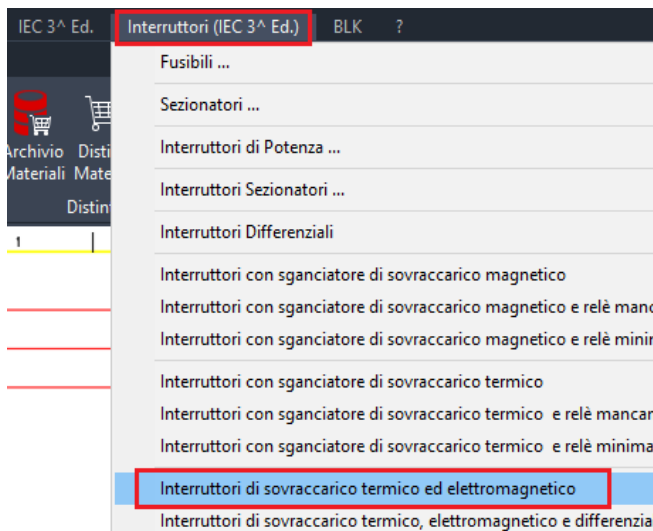 IEC 3^ Ed. Interruttori (IEC 3^ Ed.) BLK ?
Fusibili ...
Sezionatori ...
Archivio Materiali
Distin
1
Interruttori di Potenza ...
Interruttori Sezionatori ...
Interruttori Differenziali
Interruttori con sganciatore di sovraccarico magnetico
Interruttori con sganciatore di sovraccarico magnetico e relè
Interruttori con sganciatore di sovraccarico magnetico e relè
Interruttori con sganciatore di sovraccarico termico
Interruttori con sganciatore di sovraccarico termico e relè
Interruttori con sganciatore di sovraccarico termico e relè minima
Interruttori di sovraccarico termico ed elettromagnetico
Interruttori di sovraccarico termico, elettromagnetico e